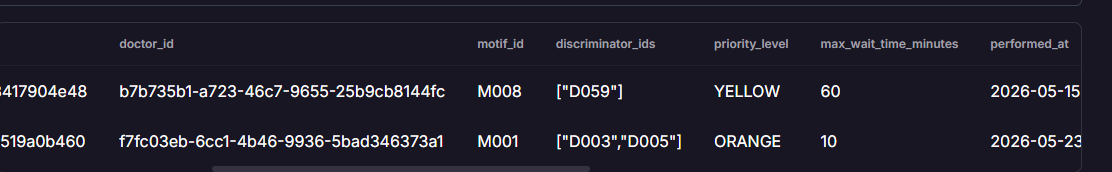 doctor_id motif_id discriminator_ids priority_level max_wait_time_minutes performed_at
417904e48 b7b735b1-a723-46c7-9655-25b9cb8144fc M008 ["D059"] YELLOW 60 2026-05-15
519a0b460 f7fc03eb-6cc1-4b46-9936-5bad346373a1 M001 ["D003","D005"] ORANGE 10 2026-05-23